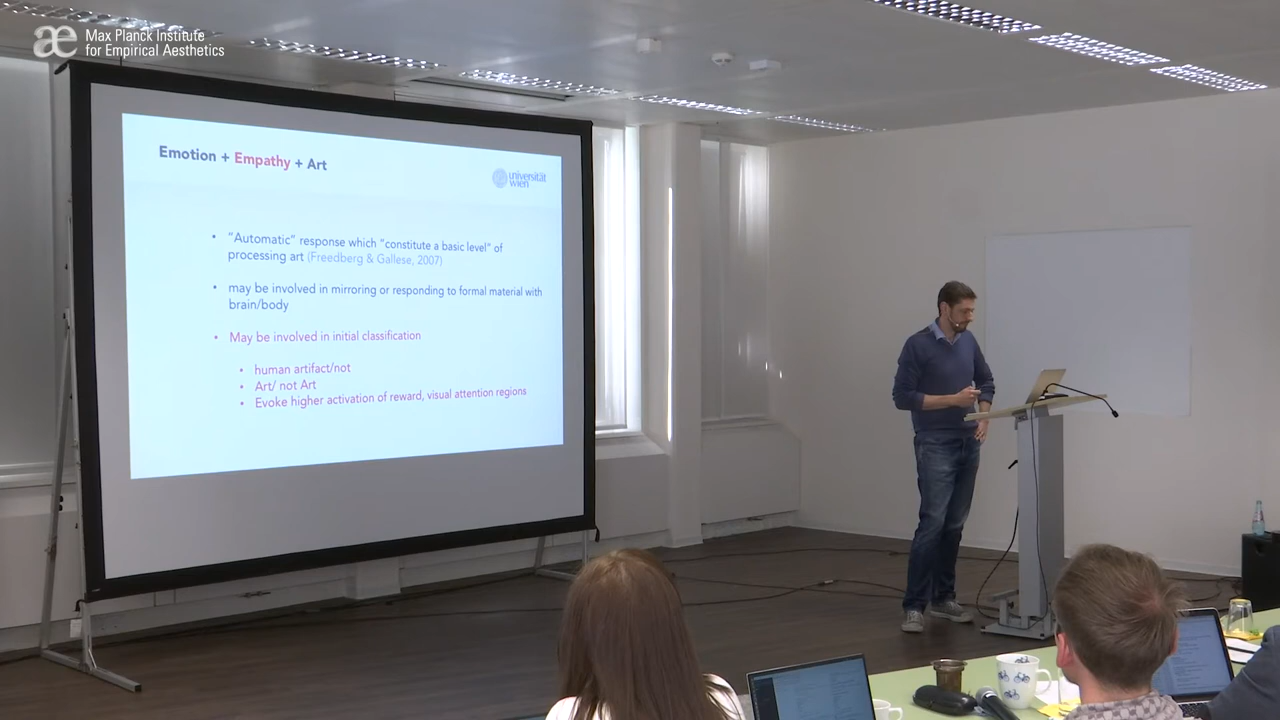 æ Max Planck Institute
for Empirical Aesthetics
Emotion + Empathy + Art
universität
wien
• "Automatic" response which "constitute a basic level" of
processing art (Freedberg & Gallese, 2007)
• may be involved in mirroring or responding to formal material with
brain/body
• May be involved in initial classification
• human artifact/not
• Art/ not Art
• Evoke higher activation of reward, visual attention regions